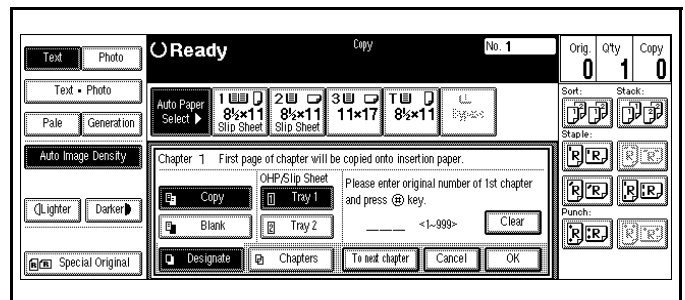 Text
Photo
Ready
Copy
No. 1
Orig.
Q'ty
Copy
0
1
0
Text • Photo
Pale
Generation
Auto Image Density
Lighter
Darker
Special Original
Auto Paper
Select ▶
1
8½×11
Slip Sheet
2
8½×11
Slip Sheet
3
11×17
T
8½×11
Bypass
Sort:
Stack:
Staple:
Punch:
Chapter 1 First page of chapter will be copied onto insertion paper.
Copy
Blank
OHP/Slip Sheet
1 Tray 1
2 Tray 2
Please enter original number of 1st chapter
and press # key.
____ <1~999>
Clear
Designate
Chapters
To next chapter
Cancel
OK